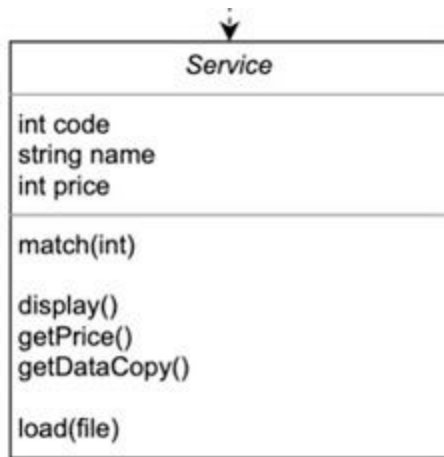 Service
int code
string name
int price
match(int)
display()
getPrice()
getDataCopy()
load(file)